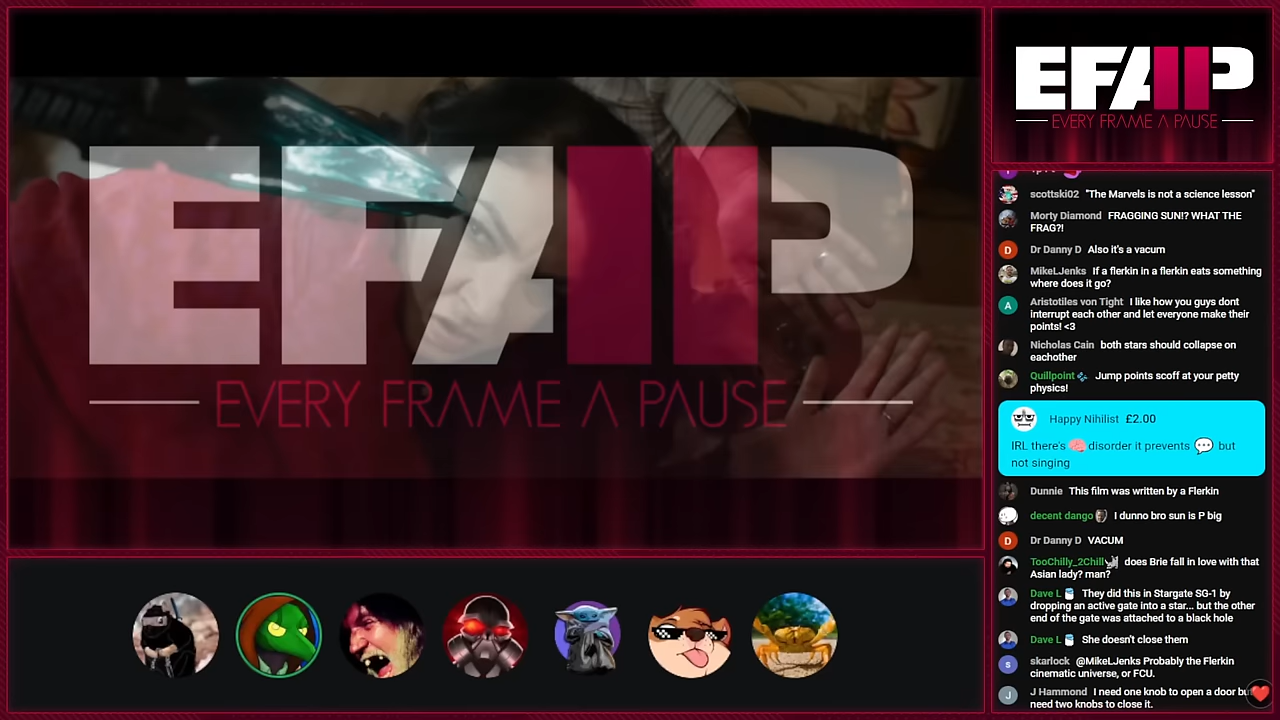 EFAP
EVERY FRAME A PAUSE
EFAP
EVERY FRAME A PAUSE
scottski02 "The Marvels is not a science lesson"
Morty Diamond FRAGGING SUN!? WHAT THE
FRAG?!
D
Dr Danny D Also it's a vacum
MikeLJenks If a flerkin in a flerkin eats something
where does it go?
A
Aristotiles von Tight I like how you guys dont
interrupt each other and let everyone make their
points! <3
Nicholas Cain both stars should collapse on
eachother
Quillpoint Jump points scoff at your petty
physics!
Happy Nihilist £2.00
IRL there's 🧠 disorder it prevents 💬 but
not singing
Dunnie This film was written by a Flerkin
decent dango I dunno bro sun is P big
D
Dr Danny D VACUM
TooChilly_2Chill does Brie fall in love with that
Asian lady? man?
Dave L They did this in Stargate SG-1 by
dropping an active gate into a star... but the other
end of the gate was attached to a black hole
Dave L She doesn't close them
s
skarlock @MikeLJenks Probably the Flerkin
cinematic universe, or FCU.
J
J Hammond I need one knob to open a door but
need two knobs to close it.